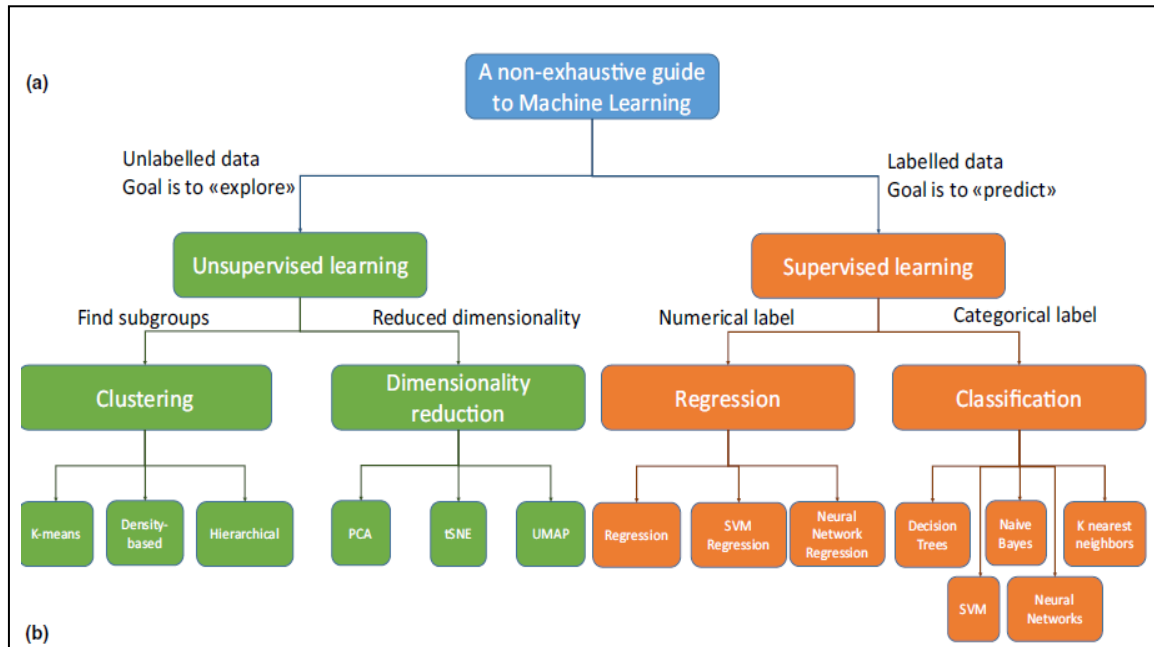 (a)
A non-exhaustive guide
to Machine Learning
Unlabelled data
Goal is to «explore»
Labelled data
Goal is to «predict»
Unsupervised learning
Supervised learning
Find subgroups
Reduced dimensionality
Numerical label
Categorical label
Clustering
Dimensionality
reduction
Regression
Classification
K-means
Density-
based
Hierarchical
PCA
tSNE
UMAP
Regression
SVM
Regression
Neural
Network
Regression
Decision
Trees
Naive
Bayes
K nearest
neighbors
SVM
Neural
Networks
(b)